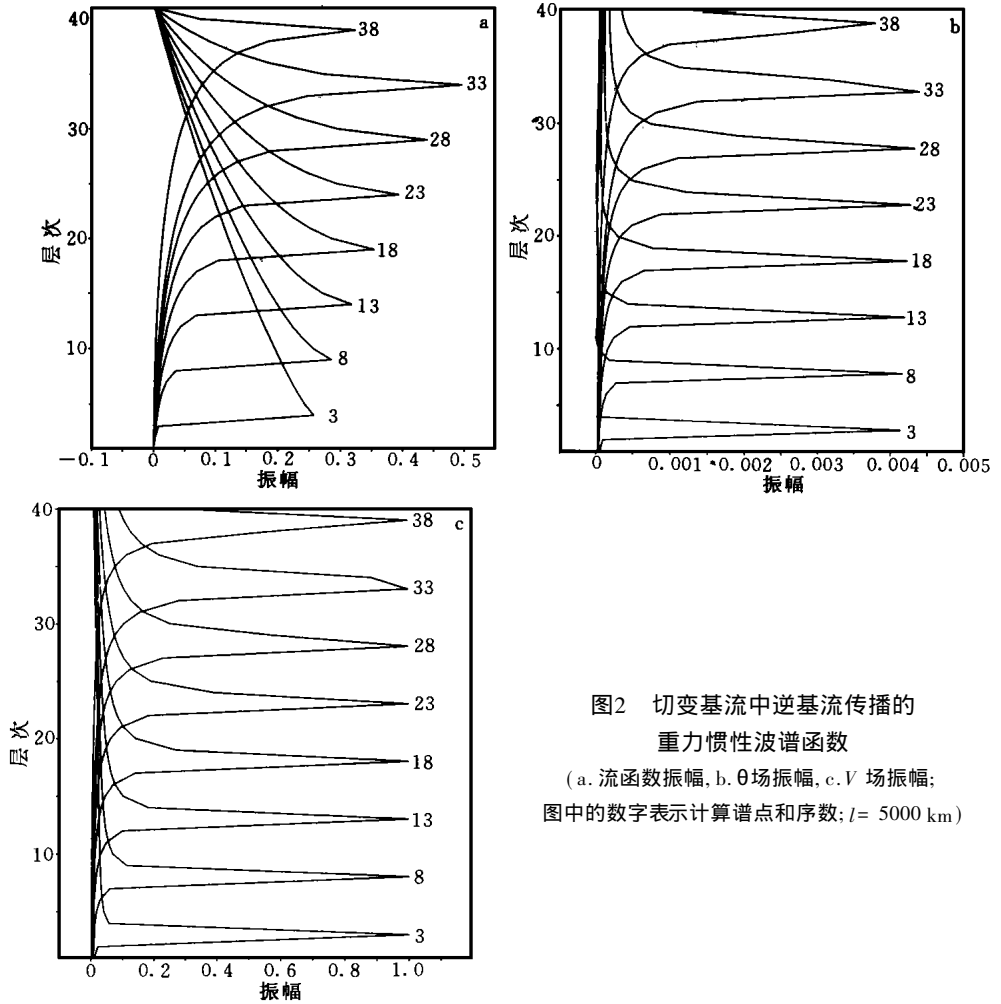 40
30
20
10
层次
a
38
33
28
23
18
13
8
3
-0.1 0 0.1 0.2 0.3 0.4 0.5
振幅
40
30
20
10
层次
b
38
33
28
23
18
13
8
3
0 0.001 0.002 0.003 0.004 0.005
振幅
40
30
20
10
层次
c
38
33
28
23
18
13
8
3
0 0.2 0.4 0.6 0.8 1.0
振幅
图2 切变基流中逆基流传播的
重力惯性波谱函数
(a. 流函数振幅, b. θ场振幅, c. V 场振幅;
图中的数字表示计算谱点和序数; l= 5000 km)